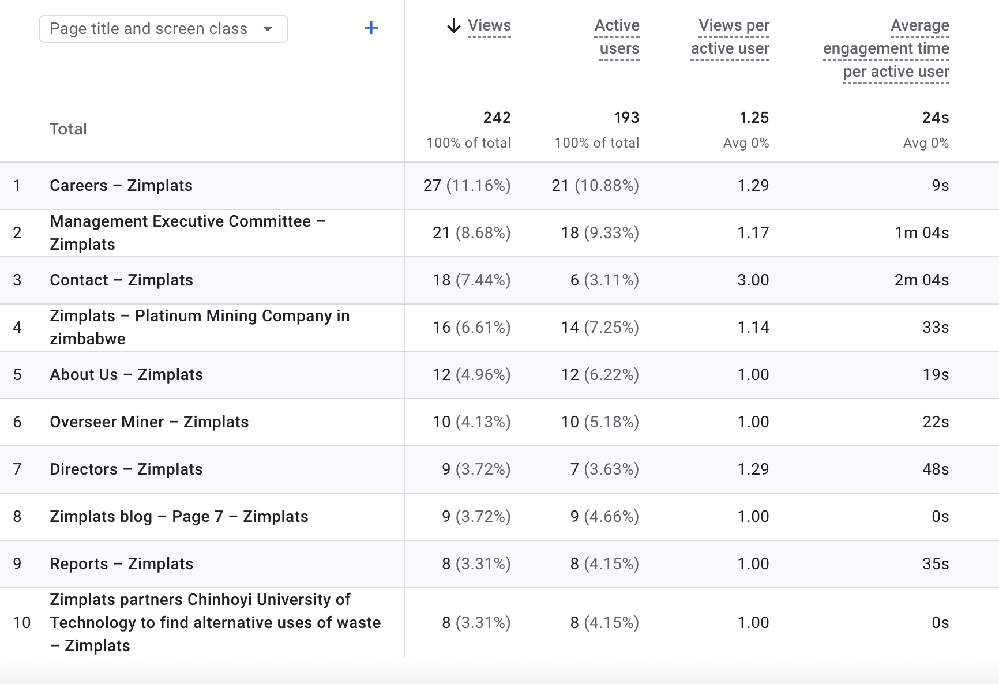 Page title and screen class
+
Views
Active
users
Views per
active user
Average
engagement time
per active user
Total
242
100% of total
193
100% of total
1.25
Avg 0%
24s
Avg 0%
1 Careers – Zimplats 27 (11.16%) 21 (10.88%) 1.29 9s
2 Management Executive Committee –
Zimplats 21 (8.68%) 18 (9.33%) 1.17 1m 04s
3 Contact – Zimplats 18 (7.44%) 6 (3.11%) 3.00 2m 04s
4 Zimplats – Platinum Mining Company in
zimbabwe 16 (6.61%) 14 (7.25%) 1.14 33s
5 About Us – Zimplats 12 (4.96%) 12 (6.22%) 1.00 19s
6 Overseer Miner – Zimplats 10 (4.13%) 10 (5.18%) 1.00 22s
7 Directors – Zimplats 9 (3.72%) 7 (3.63%) 1.29 48s
8 Zimplats blog – Page 7 – Zimplats 9 (3.72%) 9 (4.66%) 1.00 0s
9 Reports – Zimplats 8 (3.31%) 8 (4.15%) 1.00 35s
10 Zimplats partners Chinhoyi University of
Technology to find alternative uses of waste
– Zimplats 8 (3.31%) 8 (4.15%) 1.00 0s